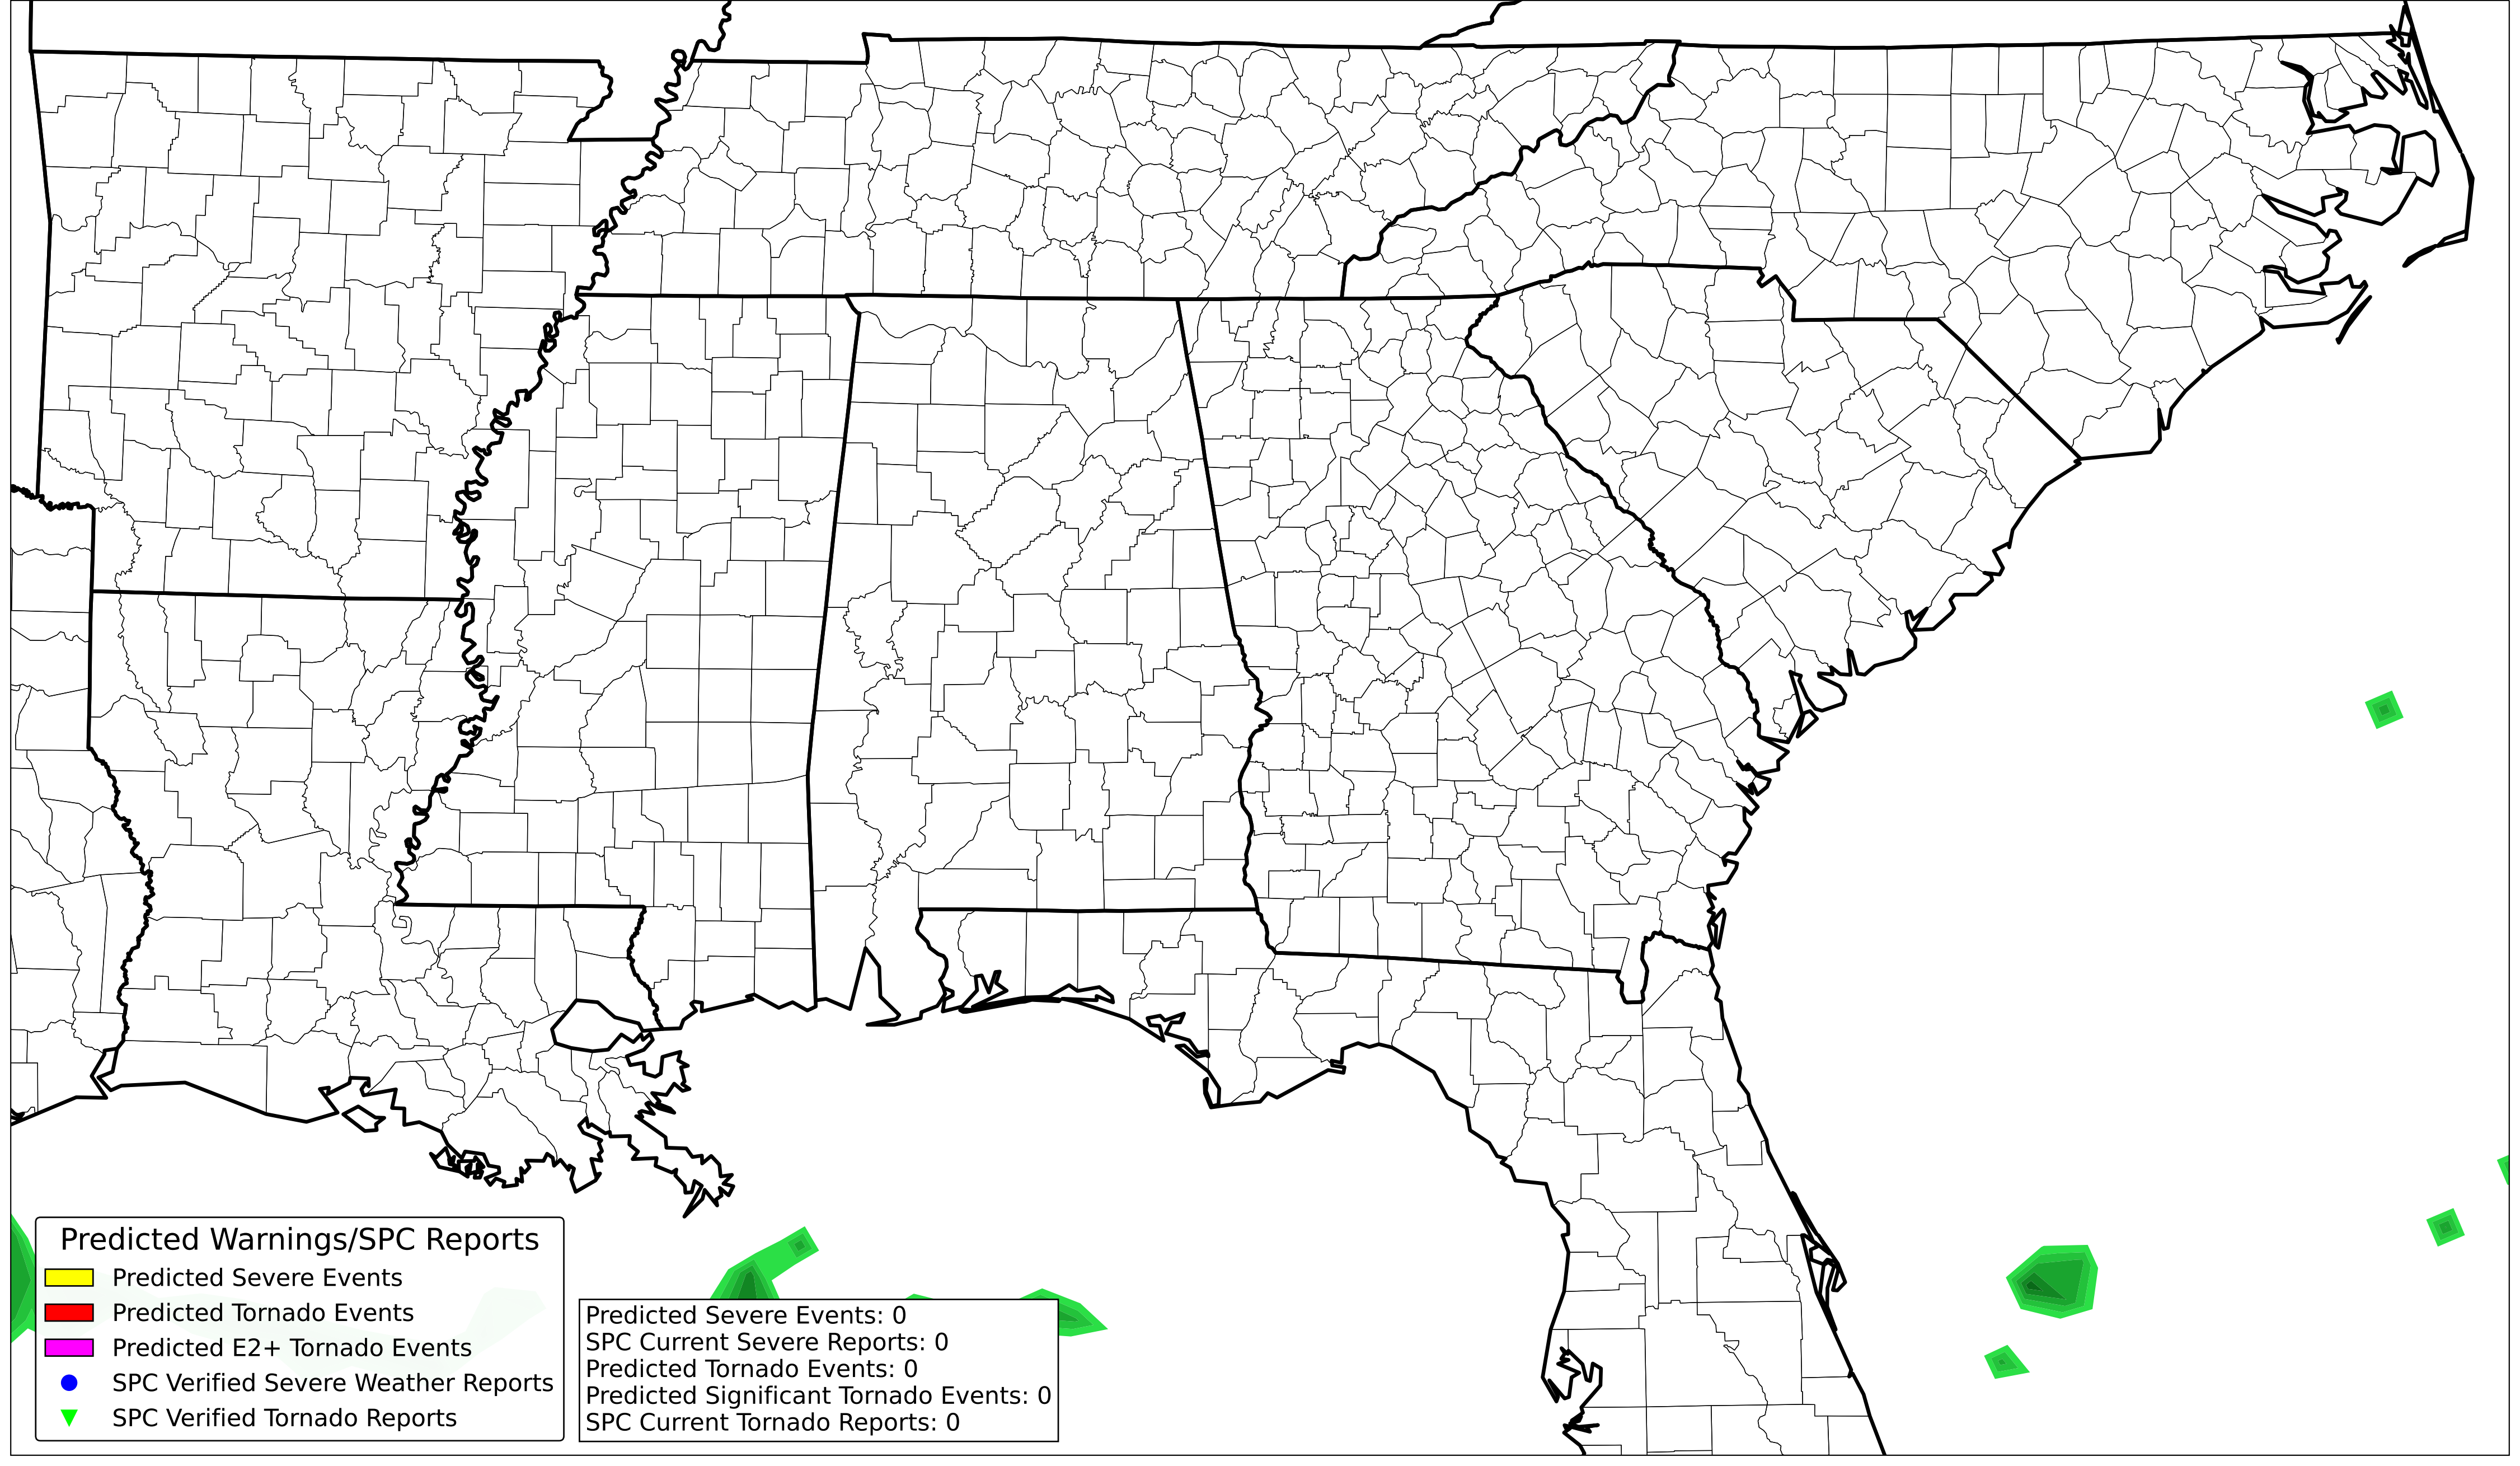 Predicted Warnings/SPC Reports
Predicted Severe Events
Predicted Tornado Events
Predicted E2+ Tornado Events
SPC Verified Severe Weather Reports
SPC Verified Tornado Reports
Predicted Severe Events: 0
SPC Current Severe Reports: 0
Predicted Tornado Events: 0
Predicted Significant Tornado Events: 0
SPC Current Tornado Reports: 0